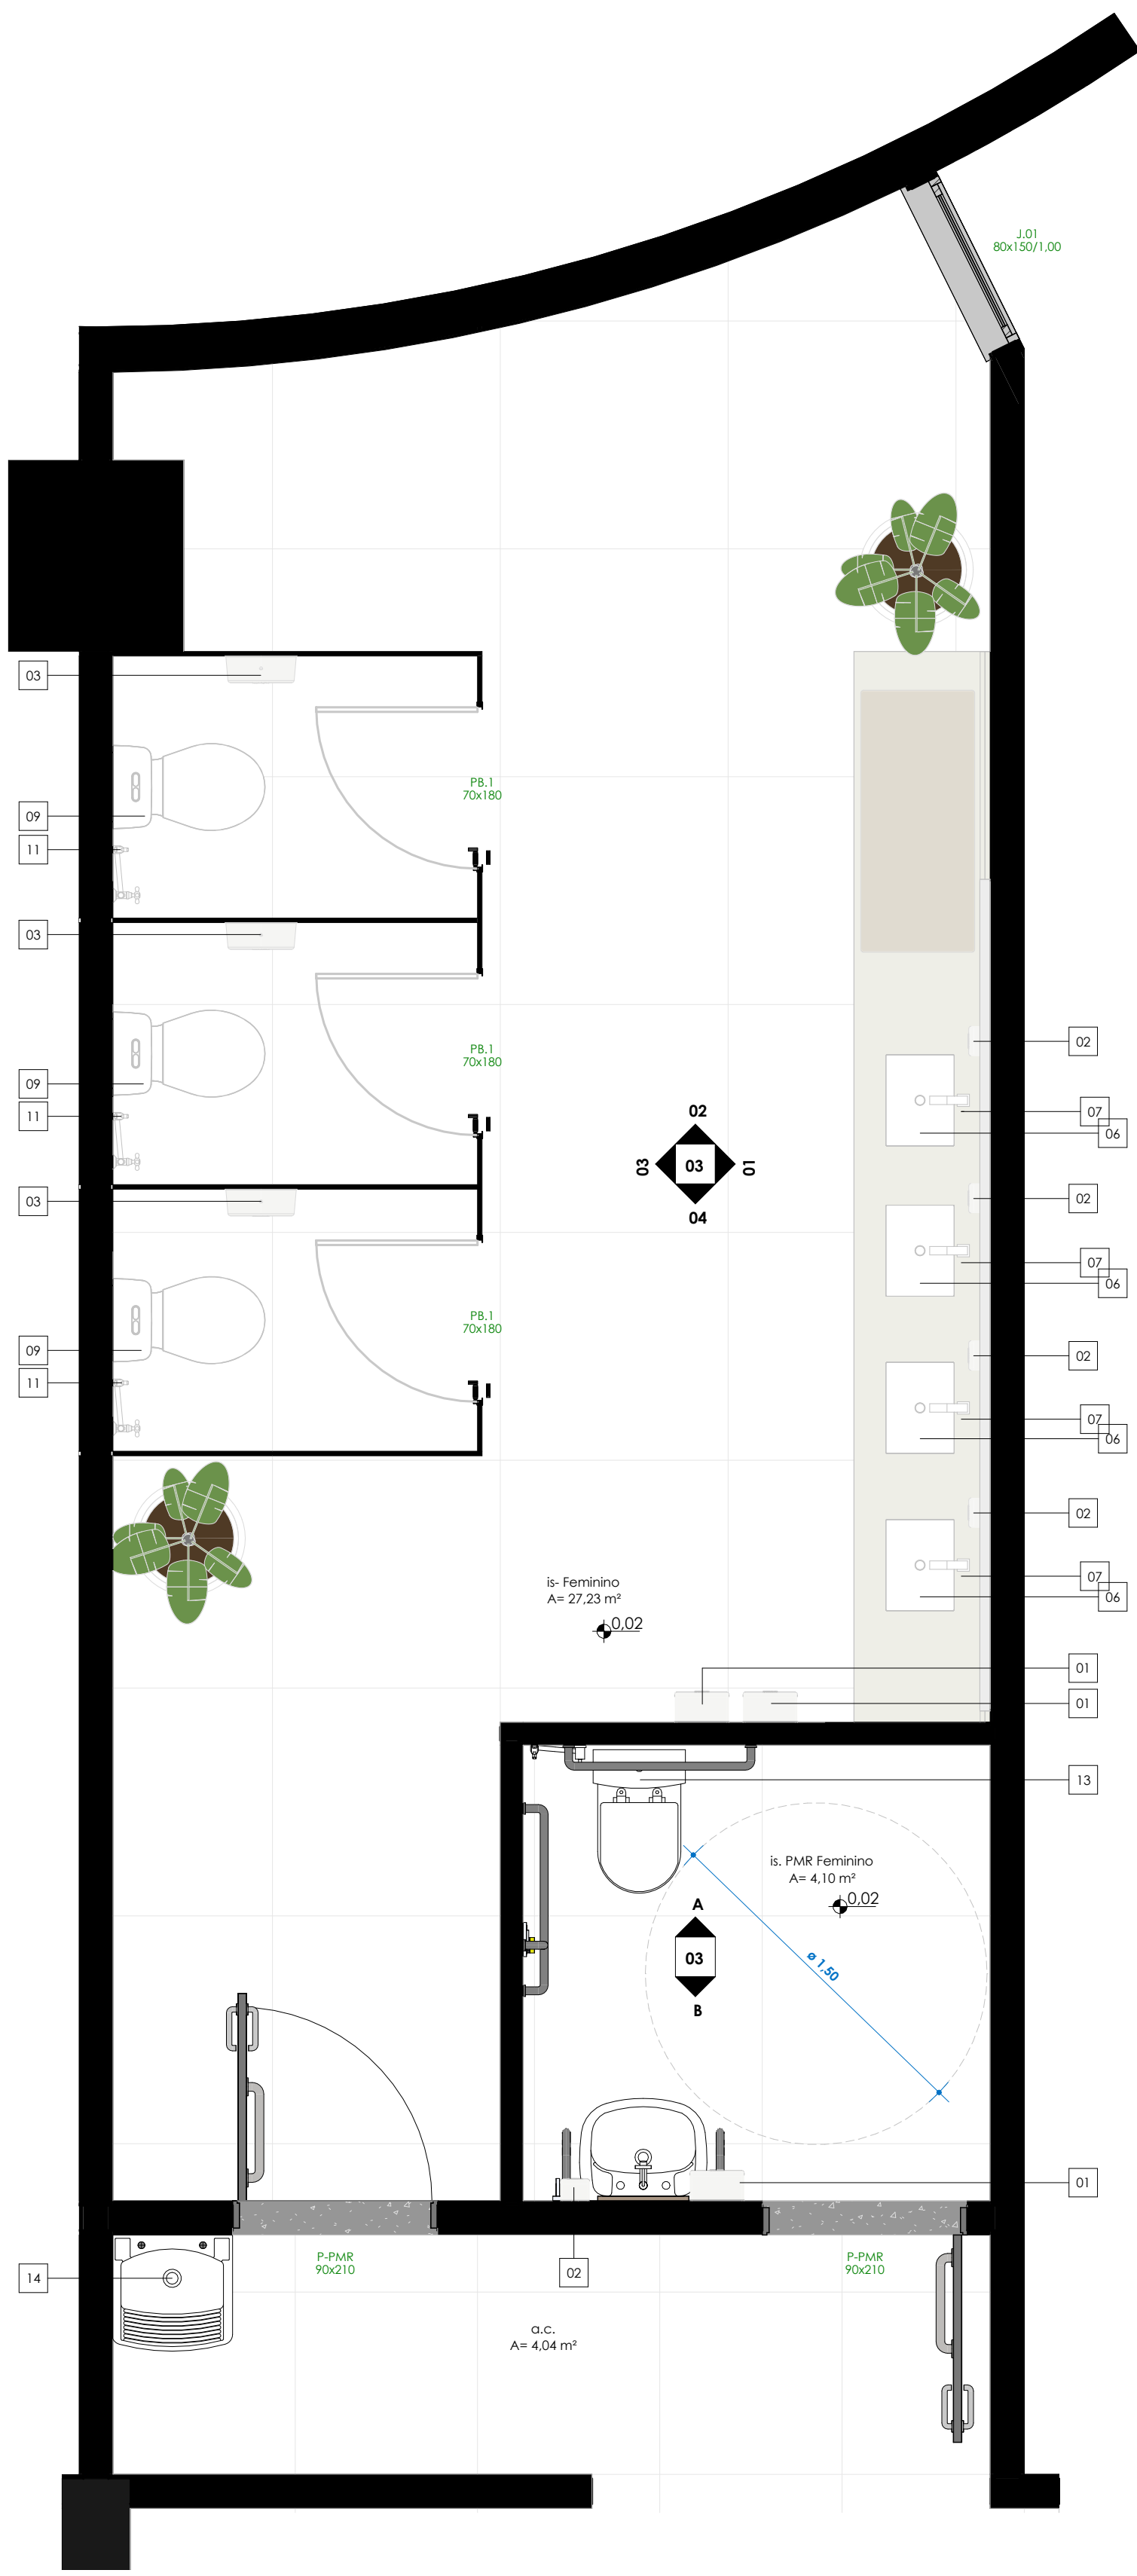 J.01
80x150/1,00
03
09
PB.1
70x180
11
03
02
09
PB.1
70x180
11
07
06
02
03
03
01
04
03
02
07
06
09
PB.1
70x180
11
02
07
06
02
07
06
is- Feminino
A= 27,23 m²
0,02
01
01
13
is. PMR Feminino
A= 4,10 m²
0,02
A
03
B
ø 1,50
01
P-PMR
90x210
P-PMR
90x210
14
02
a.c.
A= 4,04 m²